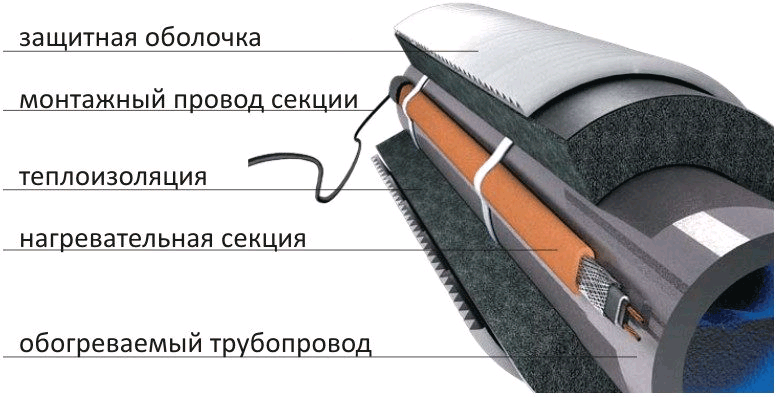 защитная оболочка
монтажный провод секции
теплоизоляция
нагревательная секция
обогреваемый трубопровод